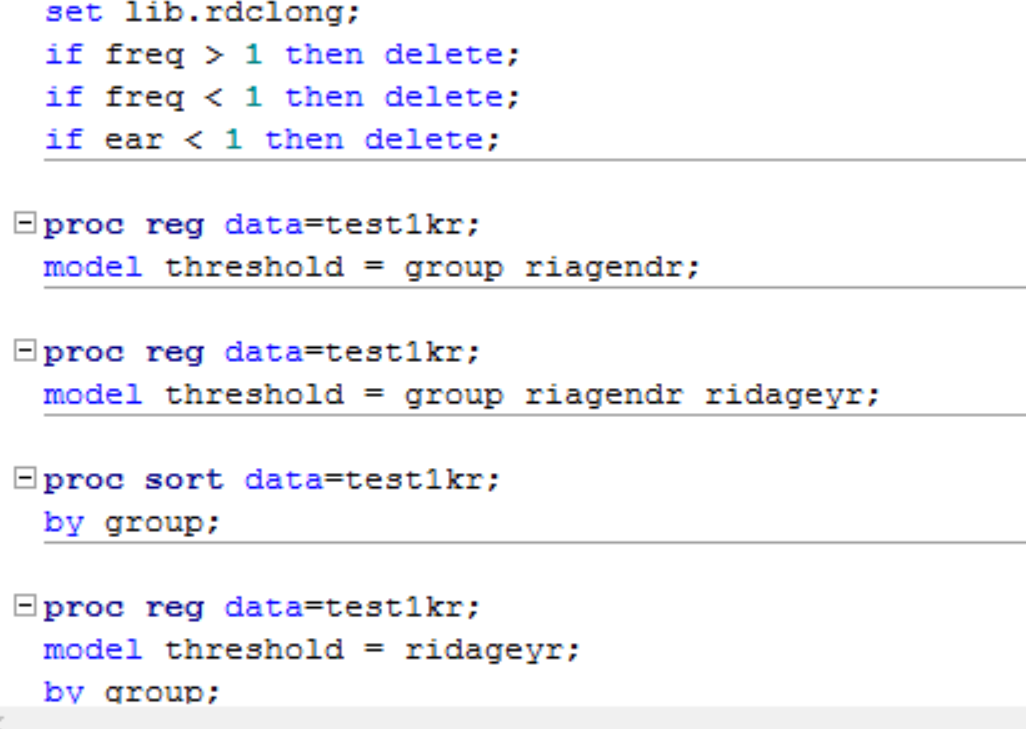 set lib.rdclong;
if freq > 1 then delete;
if freq < 1 then delete;
if ear < 1 then delete;
proc reg data=test1kr;
model threshold = group riagendr;
proc reg data=test1kr;
model threshold = group riagendr ridageyr;
proc sort data=test1kr;
by group;
proc reg data=test1kr;
model threshold = ridageyr;
by group;